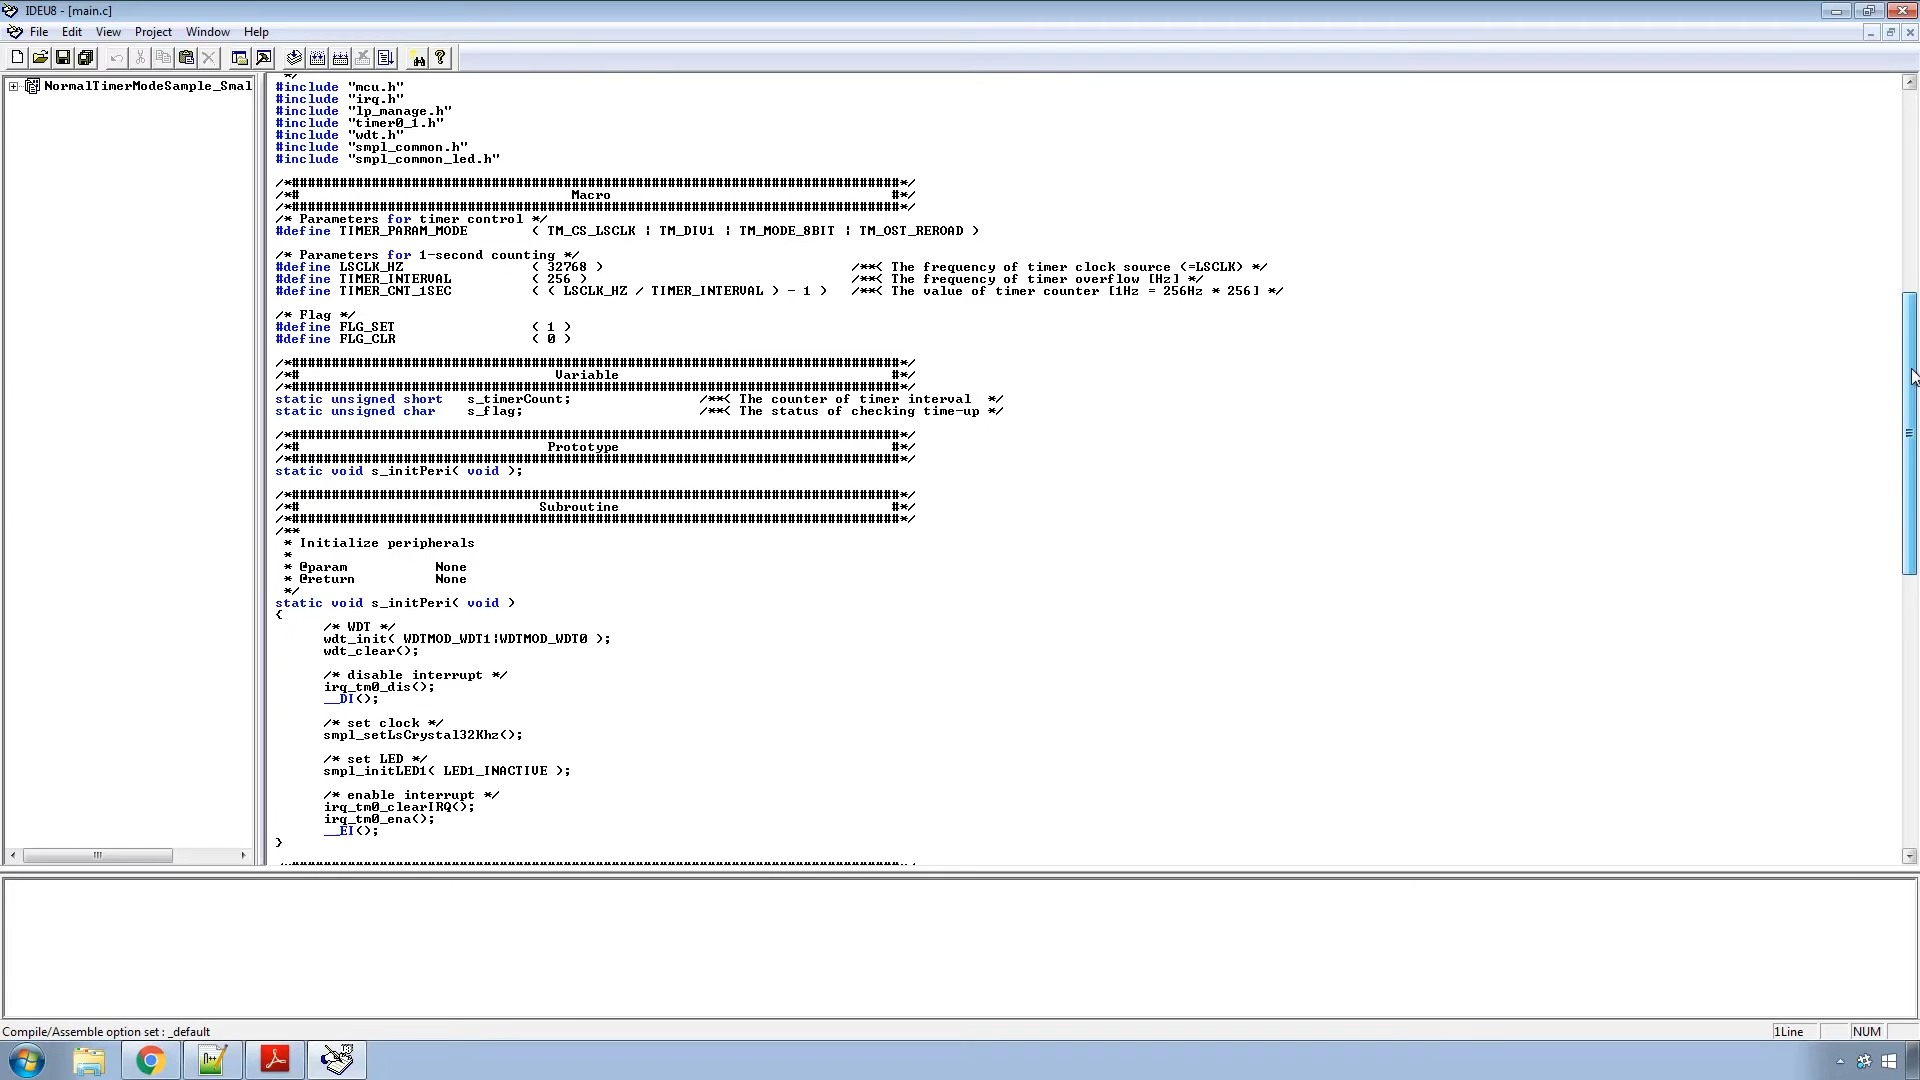 IDEU8 - [main.c]
File Edit View Project Window Help
NormalTimerModeSample_Smal
*/
#include "mcu.h"
#include "irq.h"
#include "lp_manage.h"
#include "timer0_1.h"
#include "wdt.h"
#include "smpl_common.h"
#include "smpl_common_led.h"
/*############################################################################*/
/*# Macro #*/
/*############################################################################*/
/* Parameters for timer control */
#define TIMER_PARAM_MODE ( TM_CS_LSCLK | TM_DIV1 | TM_MODE_8BIT | TM_OST_REROAD )
/* Parameters for 1-second counting */
#define LSCLK_HZ ( 32768 ) /**< The frequency of timer clock source (=LSCLK) */
#define TIMER_INTERVAL ( 256 ) /**< The frequency of timer overflow [Hz] */
#define TIMER_CNT_1SEC ( ( LSCLK_HZ / TIMER_INTERVAL ) - 1 ) /**< The value of timer counter [1Hz = 256Hz * 256] */
/* Flag */
#define FLG_SET ( 1 )
#define FLG_CLR ( 0 )
/*############################################################################*/
/*# Variable #*/
/*############################################################################*/
static unsigned short s_timerCount; /**< The counter of timer interval */
static unsigned char s_flag; /**< The status of checking time-up */
/*############################################################################*/
/*# Prototype #*/
/*############################################################################*/
static void s_initPeri( void );
/*############################################################################*/
/*# Subroutine #*/
/*############################################################################*/
/**
* Initialize peripherals
*
* @param None
* @return None
*/
static void s_initPeri( void )
{
/* WDT */
wdt_init( WDTMOD_WDT1|WDTMOD_WDT0 );
wdt_clear();
/* disable interrupt */
irq_tm0_dis();
__DI();
/* set clock */
smpl_setLsCrystal32Khz();
/* set LED */
smpl_initLED1( LED1_INACTIVE );
/* enable interrupt */
irq_tm0_clearIRQ();
irq_tm0_ena();
__EI();
}
Compile/Assemble option set : _default
1Line NUM